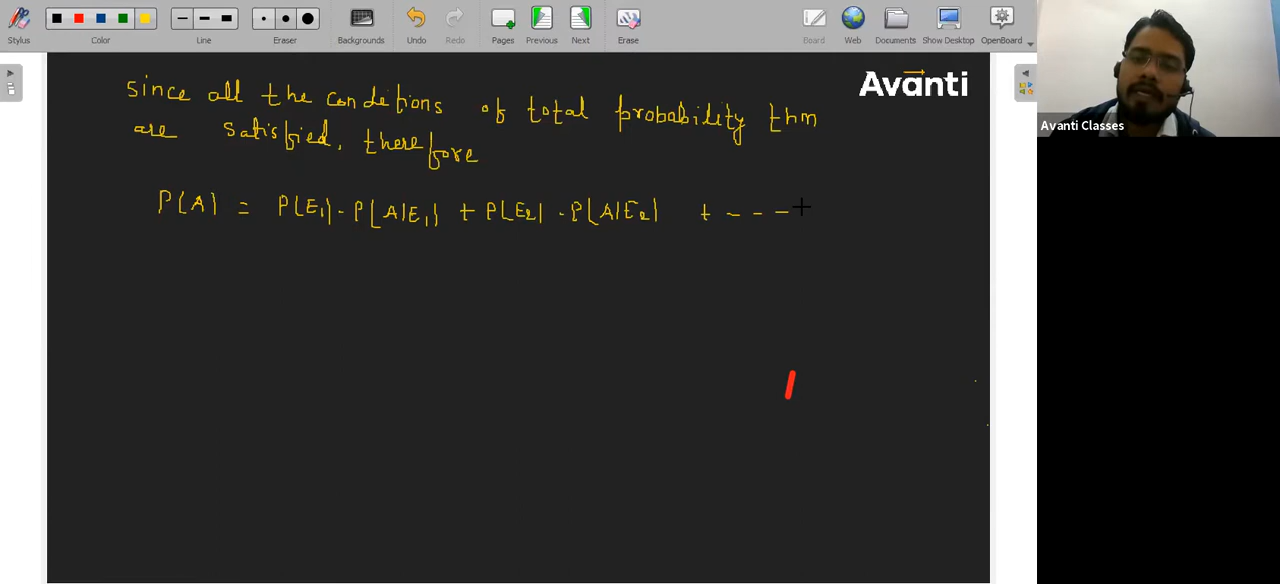 Stylus
Color
Line
Eraser
Backgrounds
Undo
Redo
Pages
Previous
Next
Erase
Board
Web
Documents
Show Desktop
OpenBoard
Avanti
Avanti Classes
Since all the conditions of total probability thm
are satisfied, therefore
P(A) = P(E₁) · P(A|E₁) + P(E₂) · P(A|E₂) + - - -